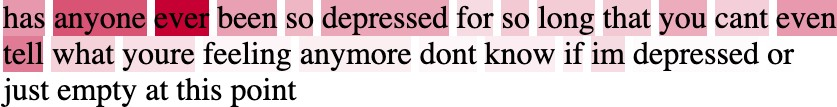 has anyone ever been so depressed for so long that you cant even
tell what youre feeling anymore dont know if im depressed or
just empty at this point